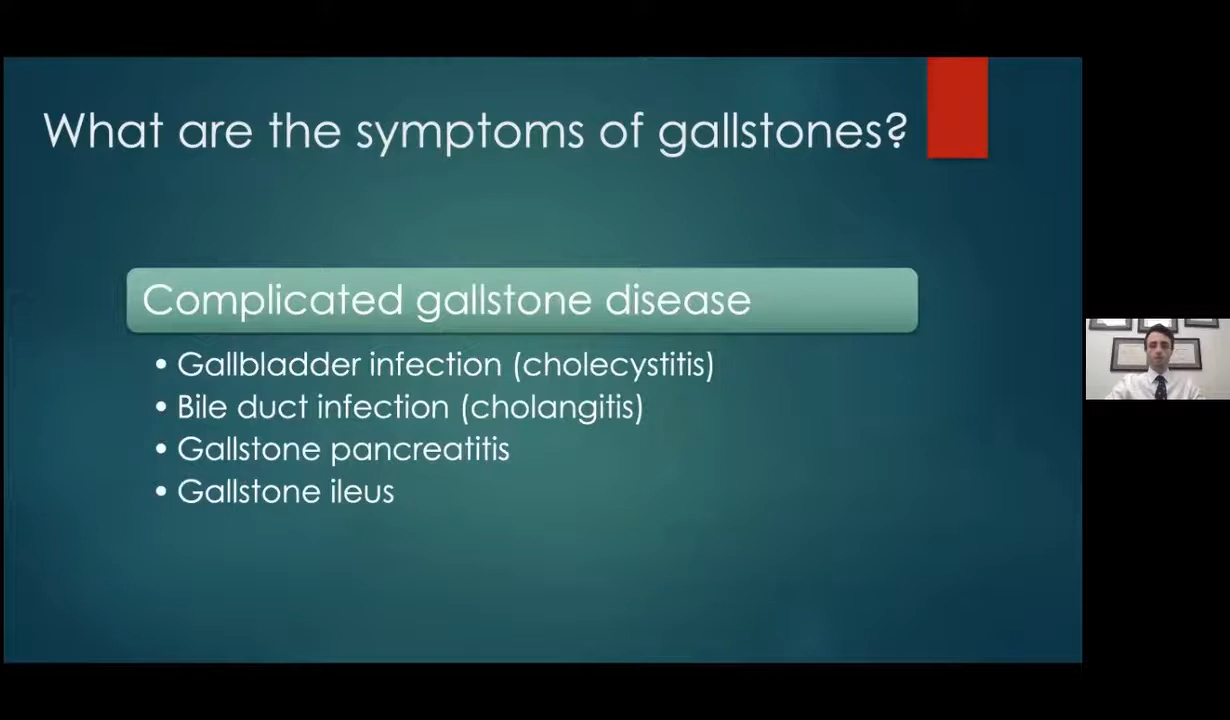 What are the symptoms of gallstones?
Complicated gallstone disease
• Gallbladder infection (cholecystitis)
• Bile duct infection (cholangitis)
• Gallstone pancreatitis
• Gallstone ileus